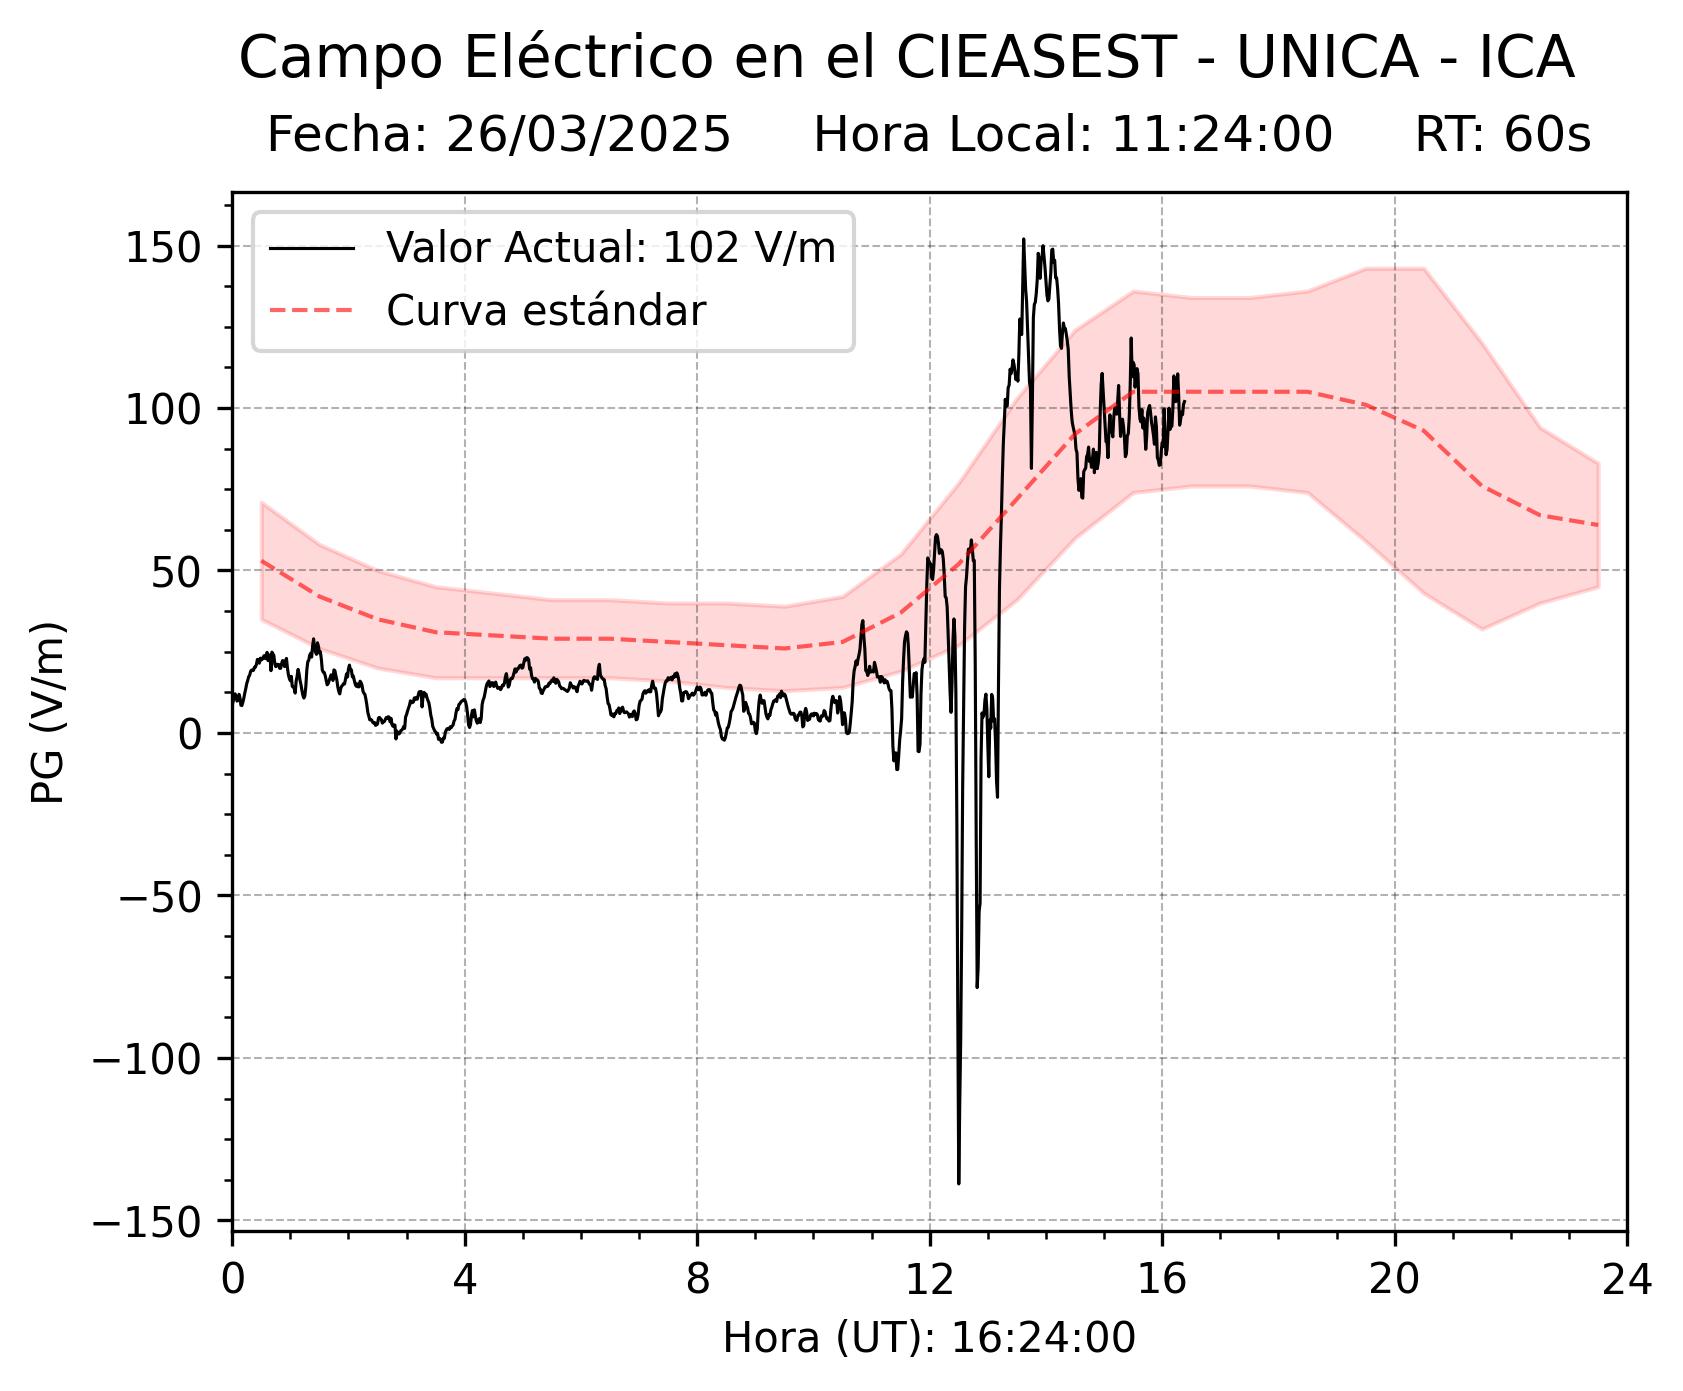 Campo Eléctrico en el CIEASEST - UNICA - ICA
Fecha: 26/03/2025 Hora Local: 11:24:00 RT: 60s
Valor Actual: 102 V/m
Curva estándar
150
100
50
0
−50
−100
−150
PG (V/m)
0 4 8 12 16 20 24
Hora (UT): 16:24:00